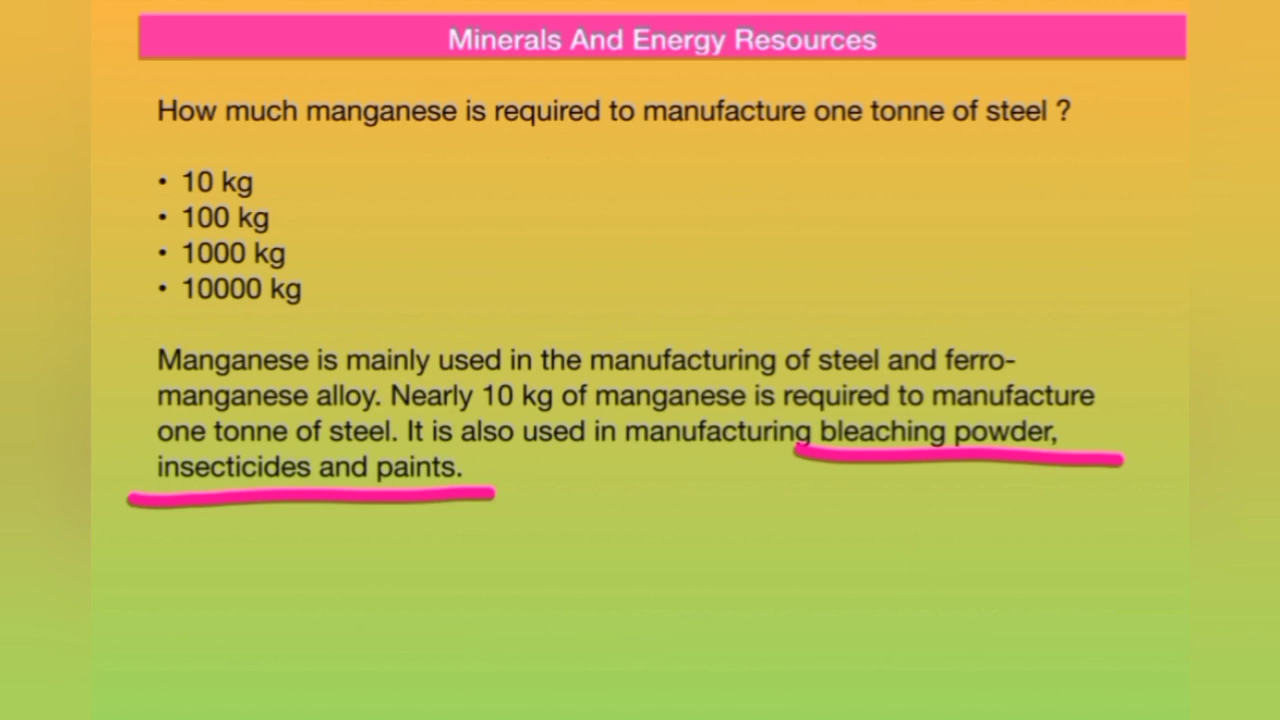 Minerals And Energy Resources
How much manganese is required to manufacture one tonne of steel ?
• 10 kg
• 100 kg
• 1000 kg
• 10000 kg
Manganese is mainly used in the manufacturing of steel and ferro-
manganese alloy. Nearly 10 kg of manganese is required to manufacture
one tonne of steel. It is also used in manufacturing bleaching powder,
insecticides and paints.